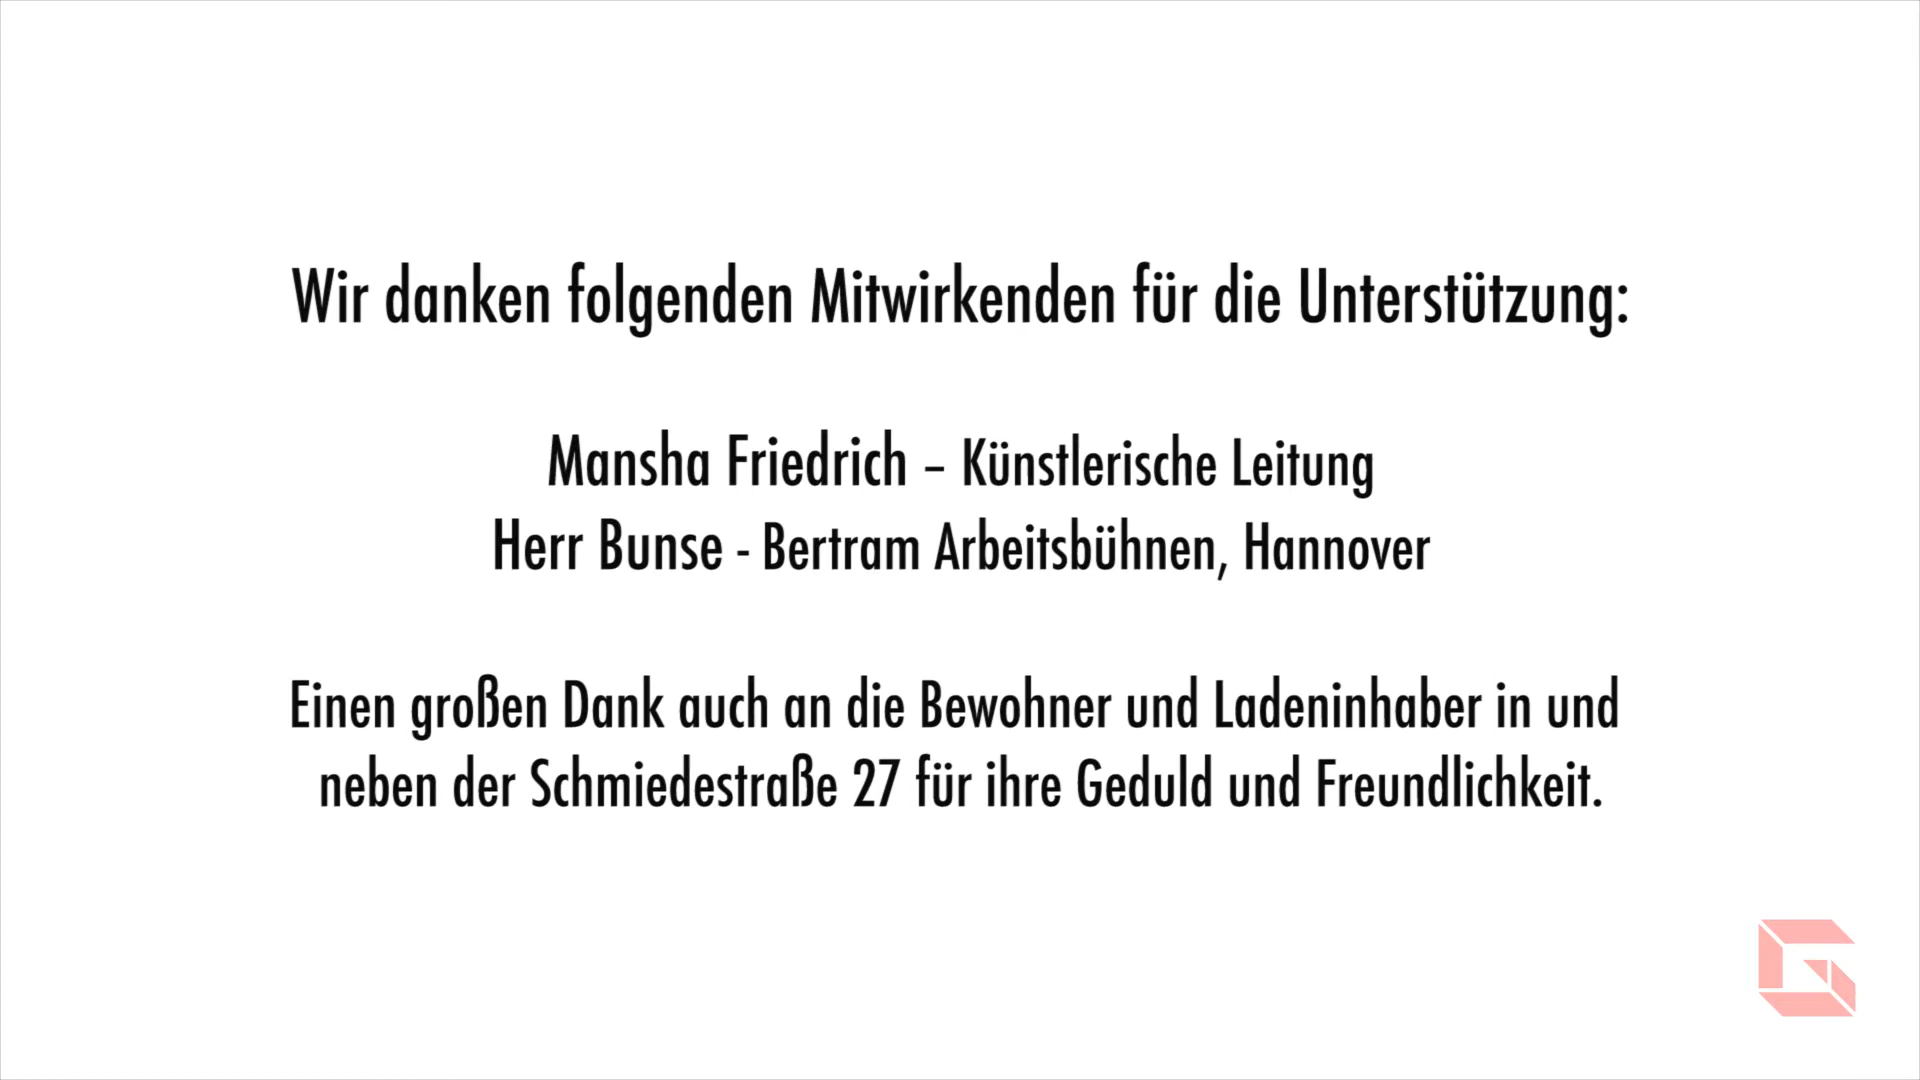 Wir danken folgenden Mitwirkenden für die Unterstützung:
Mansha Friedrich – Künstlerische Leitung
Herr Bunse - Bertram Arbeitsbühnen, Hannover
Einen großen Dank auch an die Bewohner und Ladeninhaber in und
neben der Schmiedestraße 27 für ihre Geduld und Freundlichkeit.